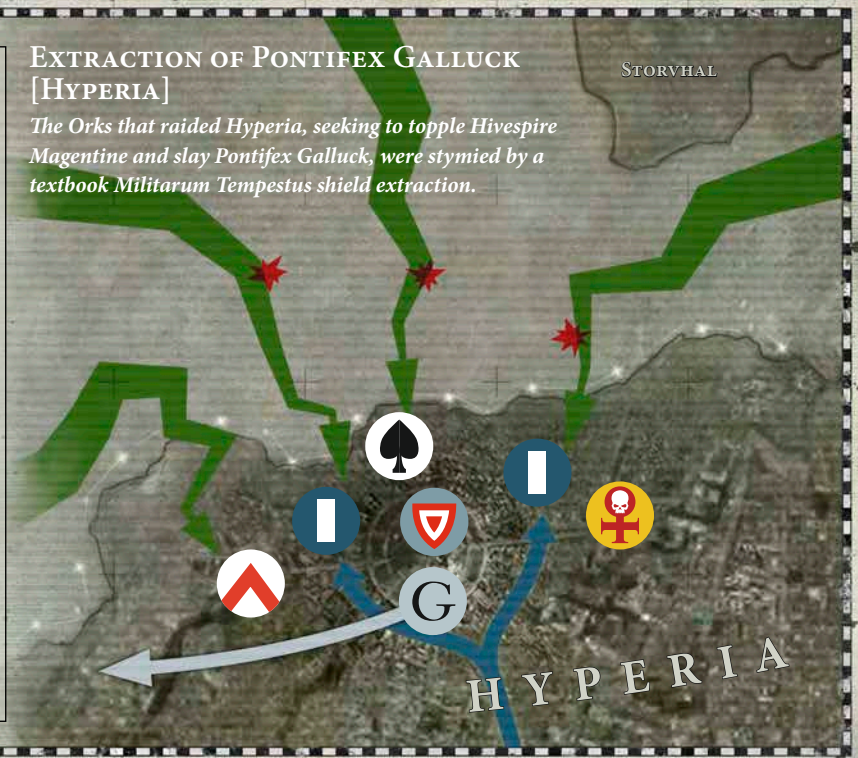 Extraction of Pontifex Galluck
[Hyperia]
The Orks that raided Hyperia, seeking to topple Hivespire
Magentine and slay Pontifex Galluck, were stymied by a
textbook Militarum Tempestus shield extraction.
Storvhal
G
HYPERIA